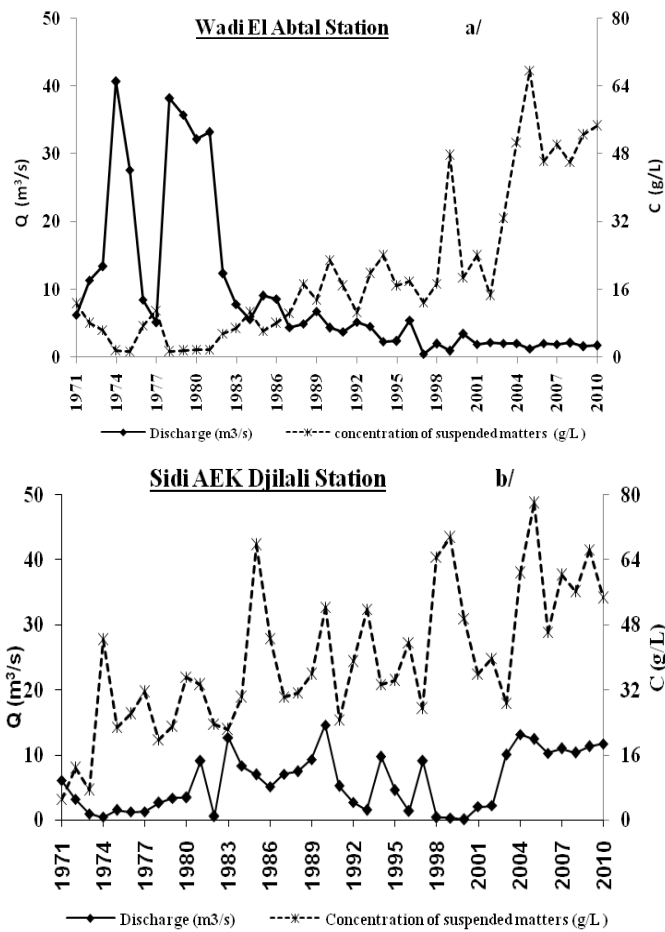 Wadi El Abtal Station a/
Q (m³/s)
50
40
30
20
10
0
C (g/L)
80
64
48
32
16
0
1971 1974 1977 1980 1983 1986 1989 1992 1995 1998 2001 2004 2007 2010
Discharge (m3/s) concentration of suspended matters (g/L )
Sidi AEK Djilali Station b/
Q (m³/s)
50
40
30
20
10
0
C (g/L)
80
64
48
32
16
0
1971 1974 1977 1980 1983 1986 1989 1992 1995 1998 2001 2004 2007 2010
Discharge (m3/s) Concentration of suspended matters (g/L )